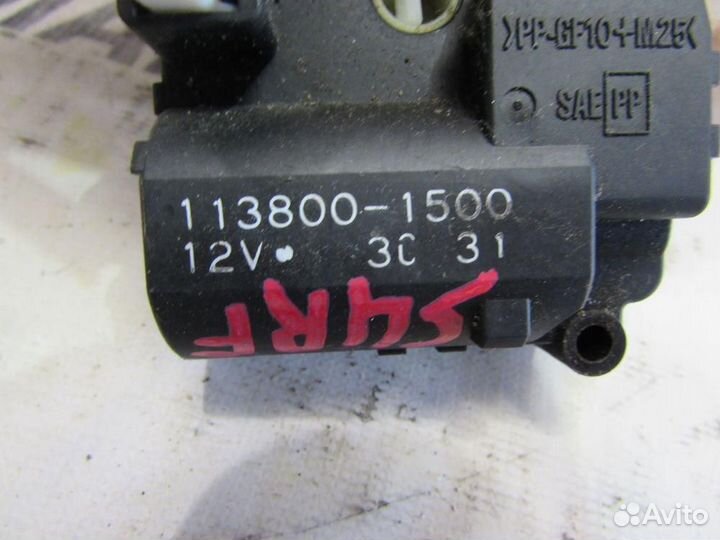 >PP-GF10+M25<
SAE PP
113800-1500
12V• 3C 31
SURF
Avito